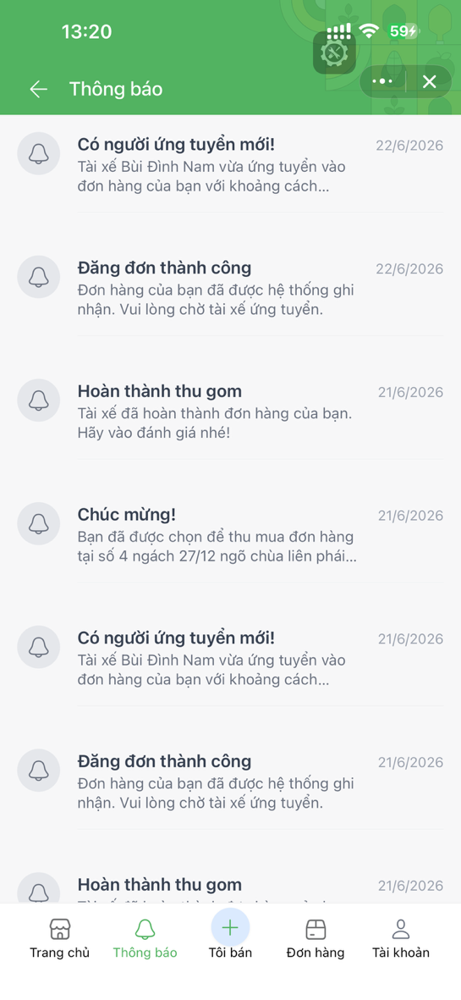 13:20
59
Thông báo
Có người ứng tuyển mới!
22/6/2026
Tài xế Bùi Đình Nam vừa ứng tuyển vào
đơn hàng của bạn với khoảng cách...
Đăng đơn thành công
22/6/2026
Đơn hàng của bạn đã được hệ thống ghi
nhận. Vui lòng chờ tài xế ứng tuyển.
Hoàn thành thu gom
21/6/2026
Tài xế đã hoàn thành đơn hàng của bạn.
Hãy vào đánh giá nhé!
Chúc mừng!
21/6/2026
Bạn đã được chọn để thu mua đơn hàng
tại số 4 ngách 27/12 ngõ chùa liên phái...
Có người ứng tuyển mới!
21/6/2026
Tài xế Bùi Đình Nam vừa ứng tuyển vào
đơn hàng của bạn với khoảng cách...
Đăng đơn thành công
21/6/2026
Đơn hàng của bạn đã được hệ thống ghi
nhận. Vui lòng chờ tài xế ứng tuyển.
Hoàn thành thu gom
21/6/2026
Trang chủ
Thông báo
Tôi bán
Đơn hàng
Tài khoản